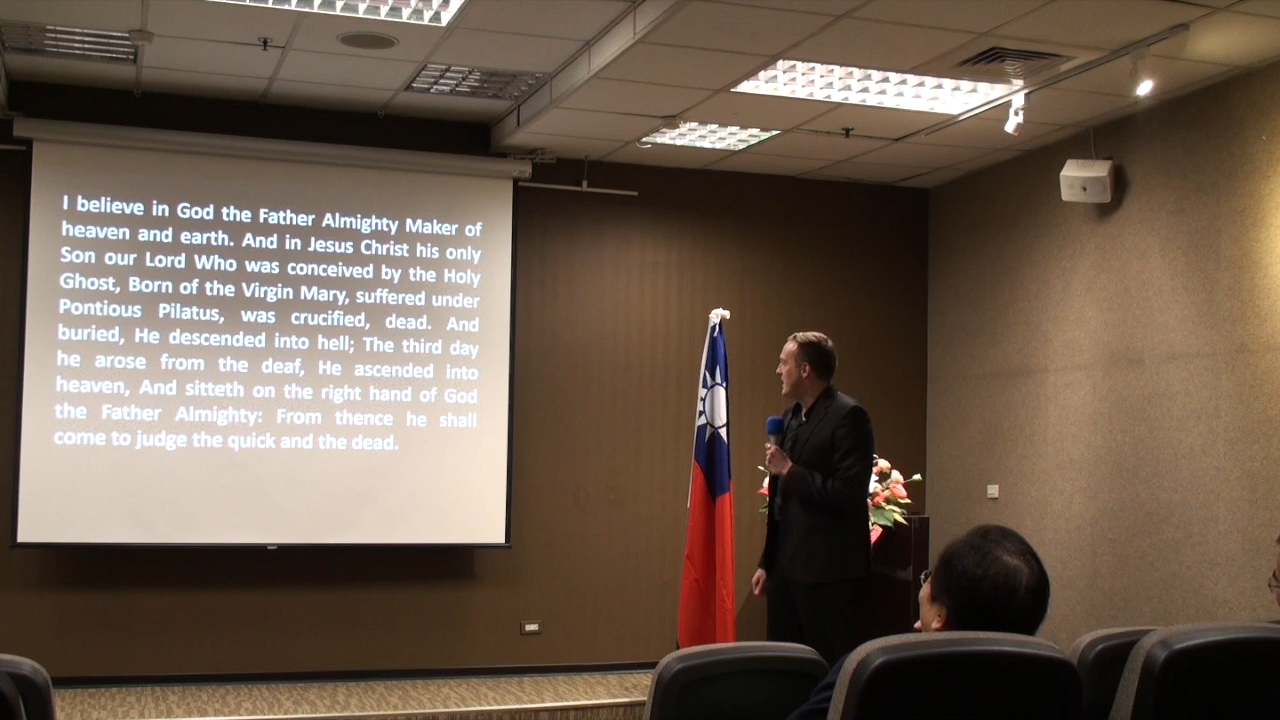 I believe in God the Father Almighty Maker of
heaven and earth. And in Jesus Christ his only
Son our Lord Who was conceived by the Holy
Ghost, Born of the Virgin Mary, suffered under
Pontious Pilatus, was crucified, dead. And
buried, He descended into hell; The third day
he arose from the deaf, He ascended into
heaven, And sitteth on the right hand of God
the Father Almighty: From thence he shall
come to judge the quick and the dead.